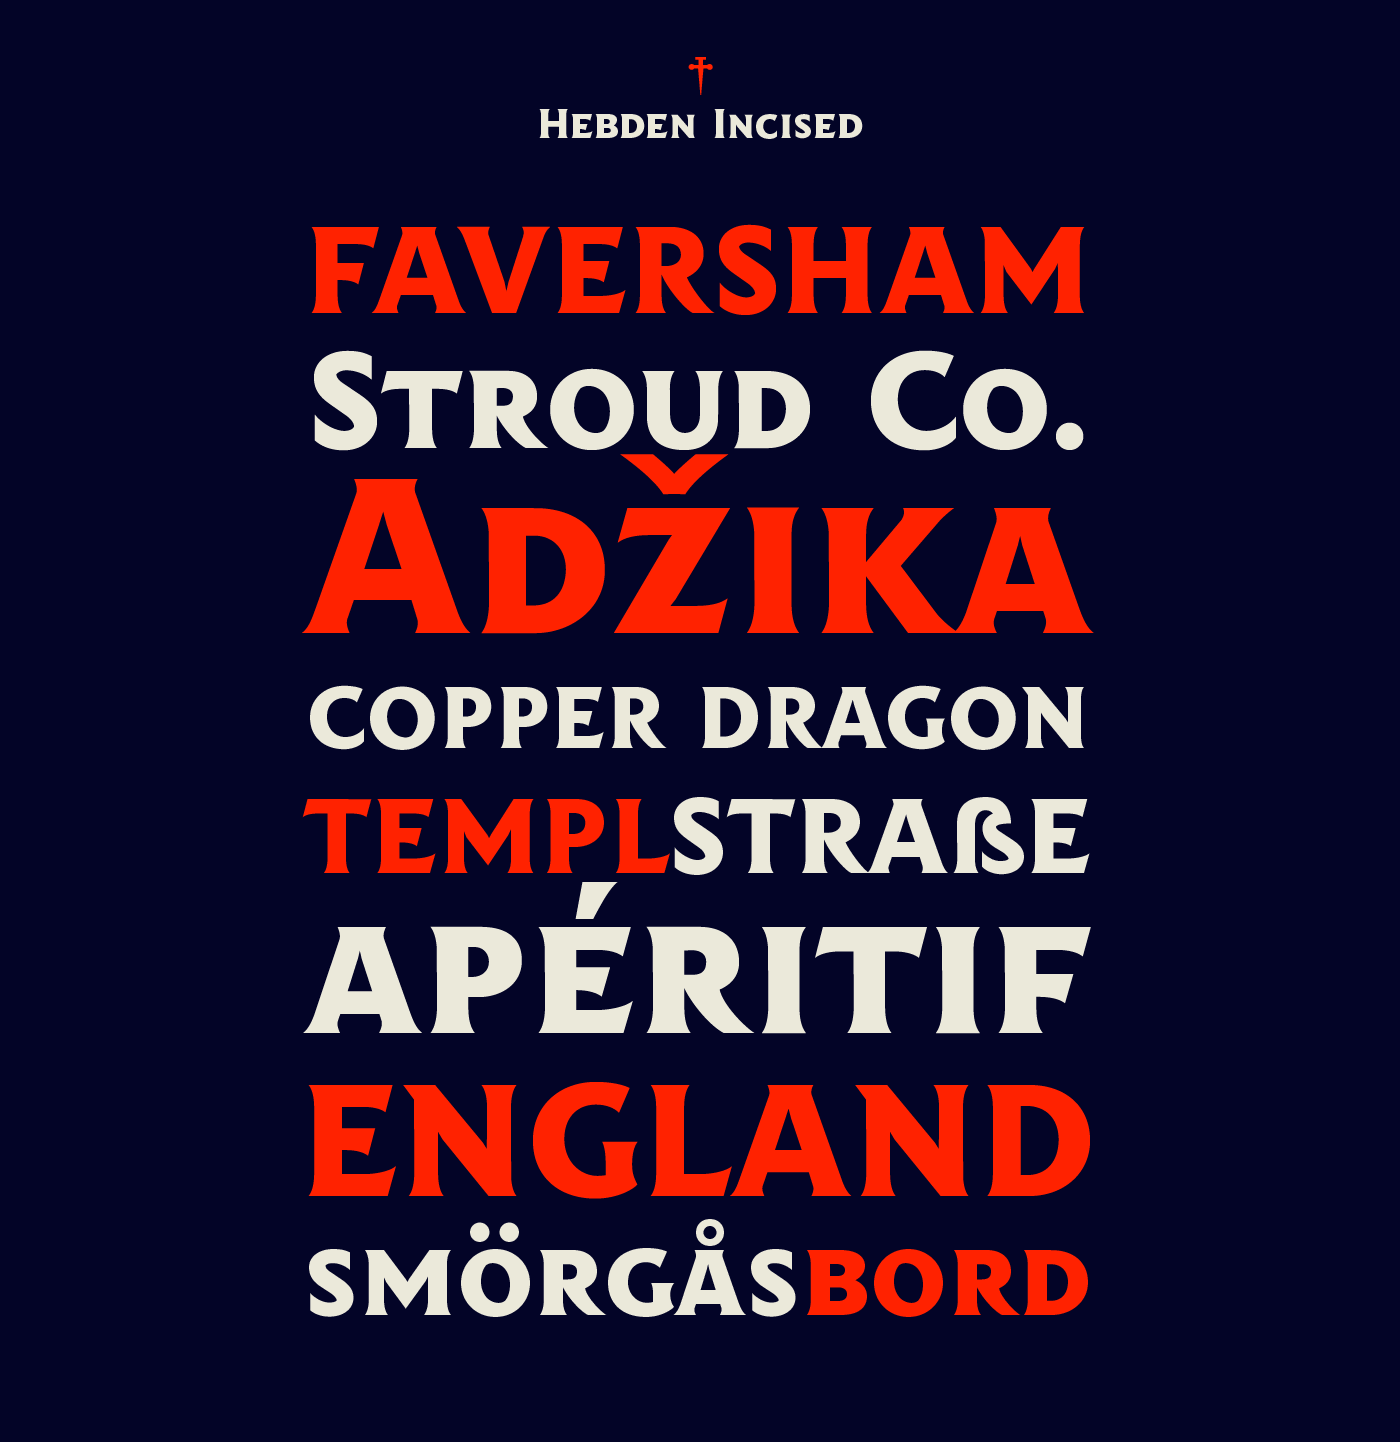 †
Hebden Incised
FAVERSHAM
Stroud Co.
Adžika
COPPER DRAGON
TEMPLSTRAßE
APÉRITIF
ENGLAND
SMÖRGÅSBORD